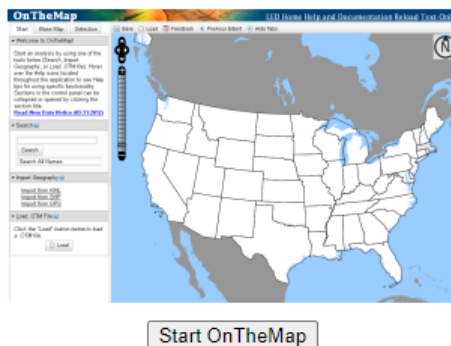 OnTheMap
LED Home Help and Documentation Reload Text Only
Start Base Map Selection
Save Load Feedback Previous Extent Hide Tabs
Welcome to OnTheMap!
Start an analysis by using one of the
tools below (Search, Import
Geography, or Load .OTM File). Hover
over the Help icons located
throughout the application to see Help
tips for using specific functionality.
Sections in the control panel can be
collapsed or opened by clicking the
section title.
Read New Data Notice
Search
Search
Search All Names
Import Geography
Import from KML
Import from SHP
Import from GPS
Load .OTM File
Click the "Load" button below to load
a .OTM file.
Load
N
Start OnTheMap